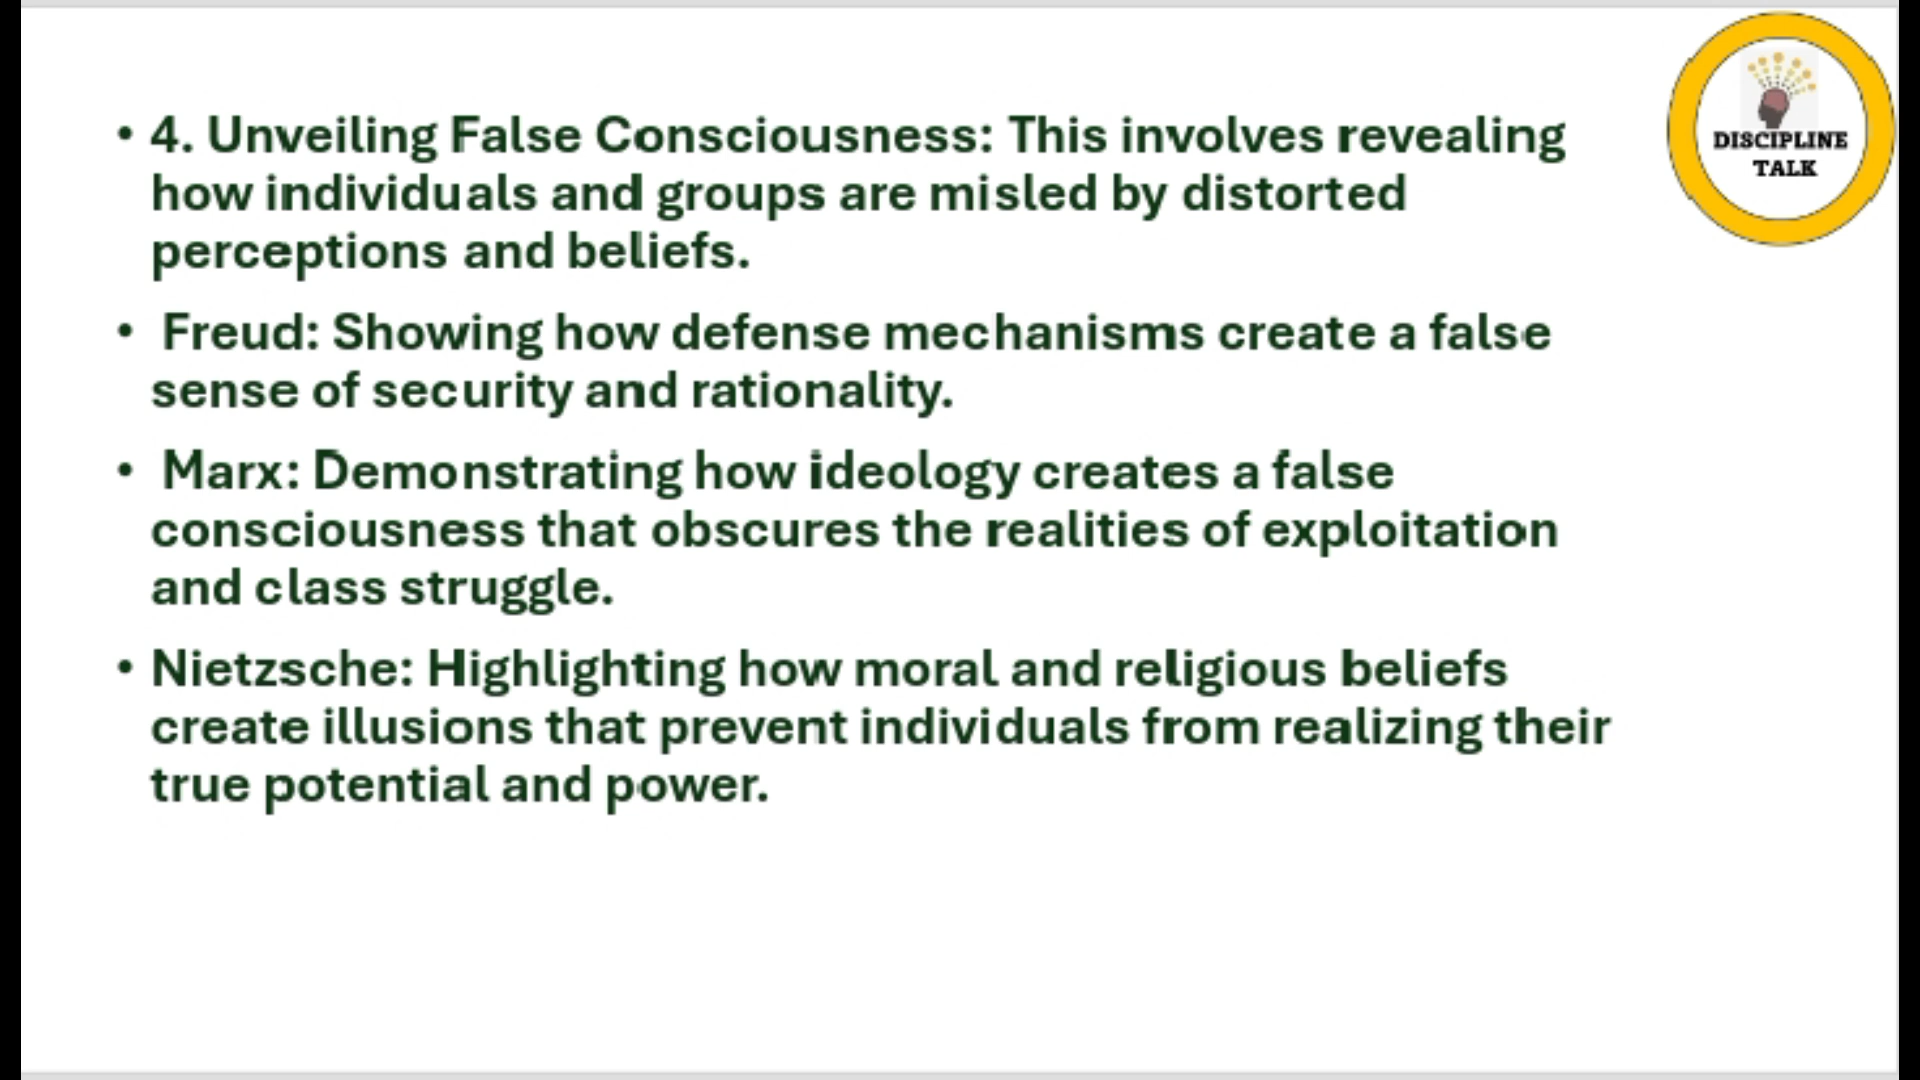 • 4. Unveiling False Consciousness: This involves revealing
how individuals and groups are misled by distorted
perceptions and beliefs.
• Freud: Showing how defense mechanisms create a false
sense of security and rationality.
• Marx: Demonstrating how ideology creates a false
consciousness that obscures the realities of exploitation
and class struggle.
• Nietzsche: Highlighting how moral and religious beliefs
create illusions that prevent individuals from realizing their
true potential and power.
DISCIPLINE
TALK